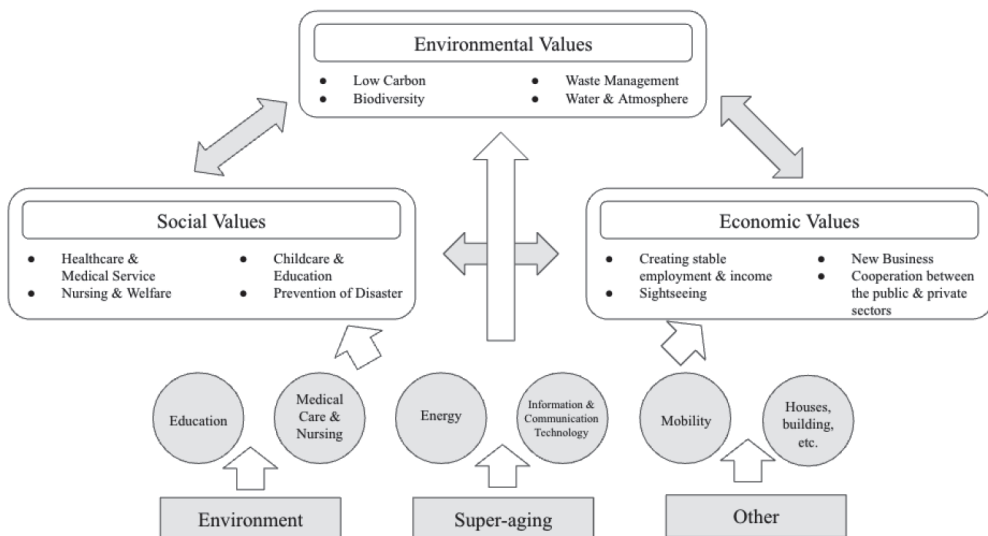 Environmental Values
● Low Carbon
● Biodiversity
● Waste Management
● Water & Atmosphere
Social Values
● Healthcare &
Medical Service
● Nursing & Welfare
● Childcare &
Education
● Prevention of Disaster
Economic Values
● Creating stable
employment & income
● Sightseeing
● New Business
● Cooperation between
the public & private
sectors
Education
Medical
Care &
Nursing
Energy
Information &
Communication
Technology
Mobility
Houses,
building,
etc.
Environment
Super-aging
Other